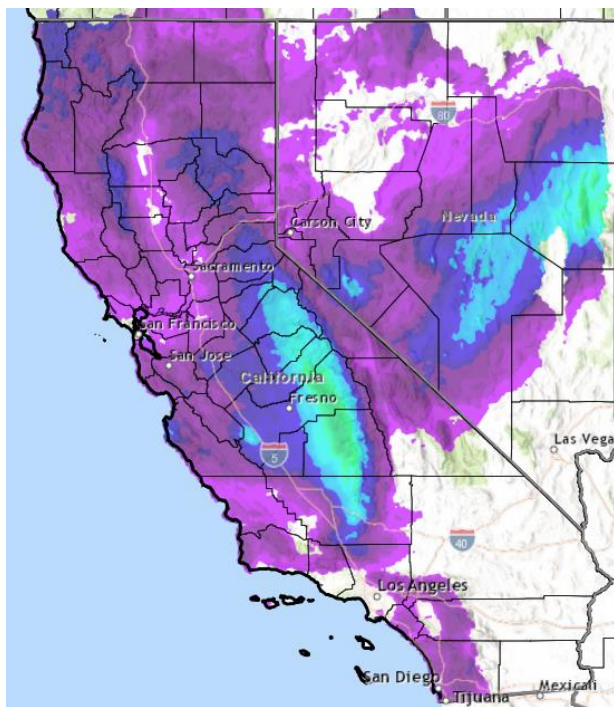 80
Nevada
Carson City
Sacramento
San Francisco
San Jose
California
Fresno
5
Las Vega
40
Los Angeles
San Diego
Mexicali
Tijuana